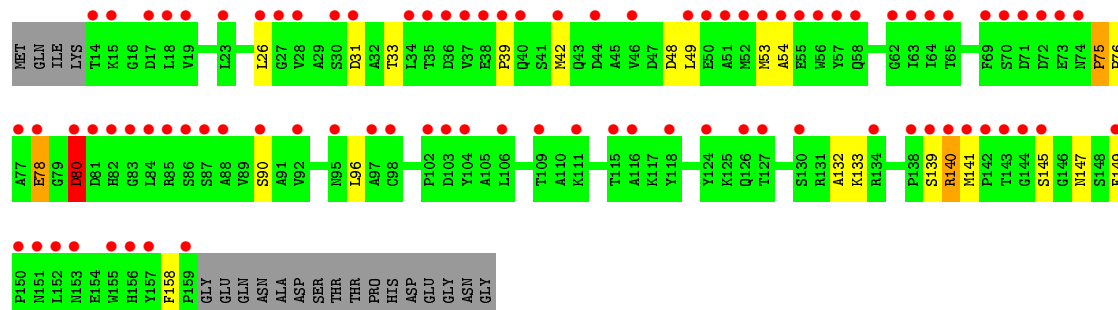 MET GLN ILE LYS T14 K15 G16 D17 L18 V19 L23 L26 G27 V28 A29 S30 D31 A32 T33 L34 T35 D36 V37 E38 P39 Q40 S41 M42 Q43 D44 A45 V46 D47 D48 L49 E50 A51 M52 M53 A54 E55 W56 Y57 Q58 G62 I63 I64 T65 F69 S70 D71 D72 E73 N74 P75 P76
A77 E78 G79 D80 D81 H82 G83 L84 R85 S86 S87 A88 V89 S90 A91 V92 N95 L96 A97 C98 P102 D103 Y104 A105 L106 T109 A110 K111 T115 A116 K117 Y118 Y124 K125 Q126 T127 S130 R131 A132 K133 R134 P138 S139 R140 M141 P142 T143 G144 S145 G146 N147 S148
P150 N151 L152 N153 E154 W155 H156 Y157 F158 P159 GLY GLU GLN ASN ALA ASP SER THR THR PRO HIS ASP GLU GLY ASN GLY